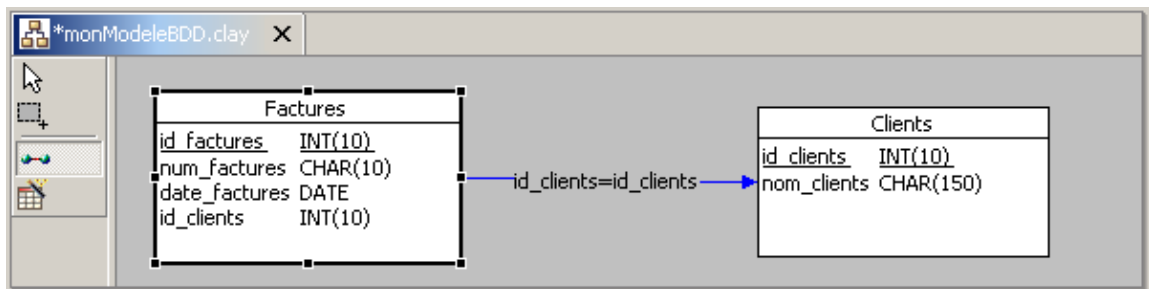 *monModeleBDD.clay
Factures
id_factures INT(10)
num_factures CHAR(10)
date_factures DATE
id_clients INT(10)
id_clients=id_clients
Clients
id_clients INT(10)
nom_clients CHAR(150)